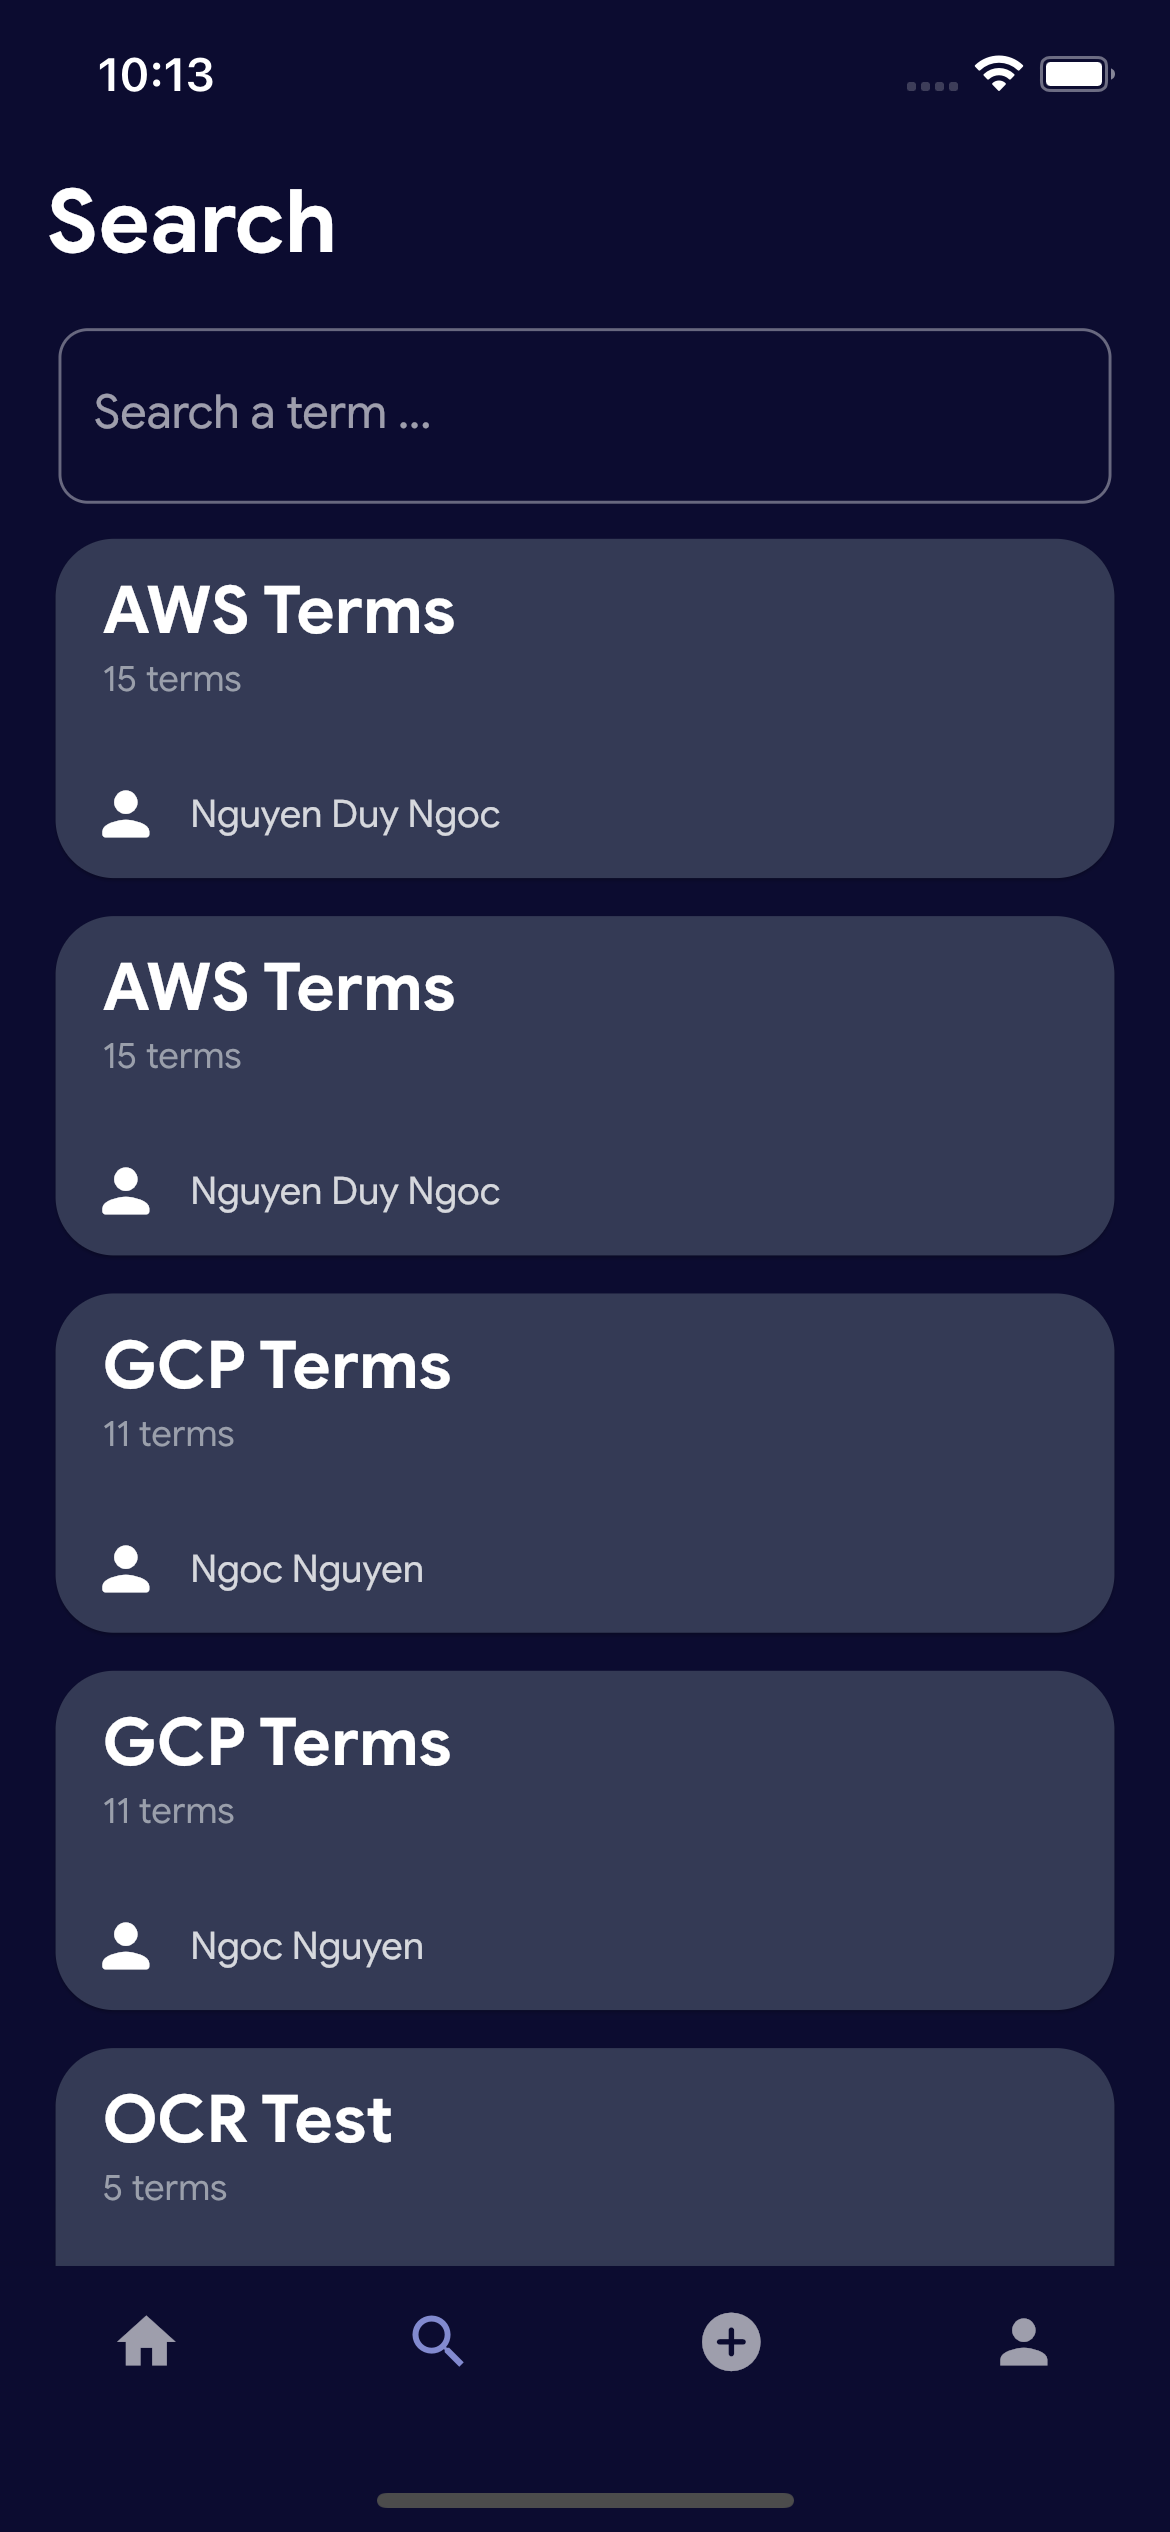 10:13
Search
Search a term ...
AWS Terms
15 terms
Nguyen Duy Ngoc
AWS Terms
15 terms
Nguyen Duy Ngoc
GCP Terms
11 terms
Ngoc Nguyen
GCP Terms
11 terms
Ngoc Nguyen
OCR Test
5 terms